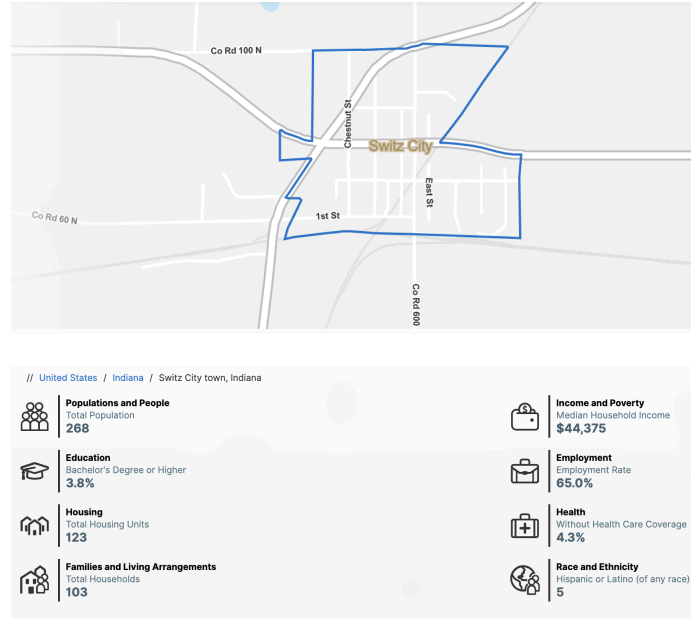 Co Rd 100 N
Chestnut St
Switz City
East St
Co Rd 60 N
1st St
Co Rd 600
// United States / Indiana / Switz City town, Indiana
Populations and People
Total Population
268
Education
Bachelor's Degree or Higher
3.8%
Housing
Total Housing Units
123
Families and Living Arrangements
Total Households
103
Income and Poverty
Median Household Income
$44,375
Employment
Employment Rate
65.0%
Health
Without Health Care Coverage
4.3%
Race and Ethnicity
Hispanic or Latino (of any race)
5